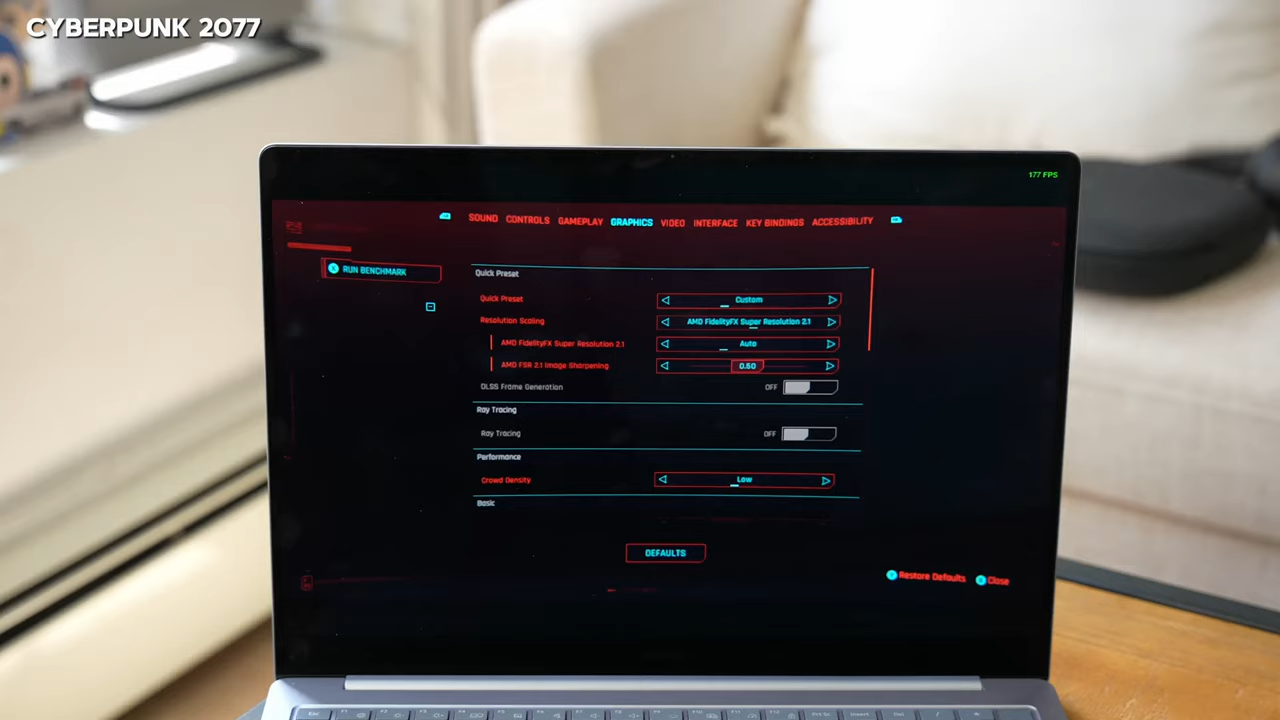 CYBERPUNK 2077
177 FPS
SOUND CONTROLS GAMEPLAY GRAPHICS VIDEO INTERFACE KEY BINDINGS ACCESSIBILITY
RUN BENCHMARK
Quick Preset
Quick Preset Custom
Resolution Scaling AMD FidelityFX Super Resolution 2.1
AMD FidelityFX Super Resolution 2.1 Auto
AMD FSR 2.1 Image Sharpening 0.50
DLSS Frame Generation OFF
Ray Tracing
Ray Tracing OFF
Performance
Crowd Density Low
Basic
DEFAULTS
Restore Defaults Close
Esc